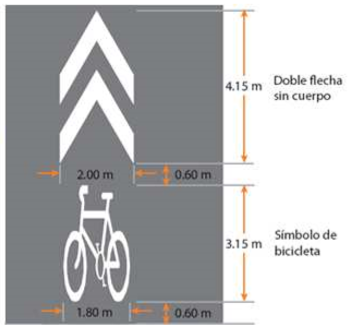 4.15 m
Doble flecha
sin cuerpo
2.00 m
0.60 m
3.15 m
Símbolo de
bicicleta
1.80 m
0.60 m